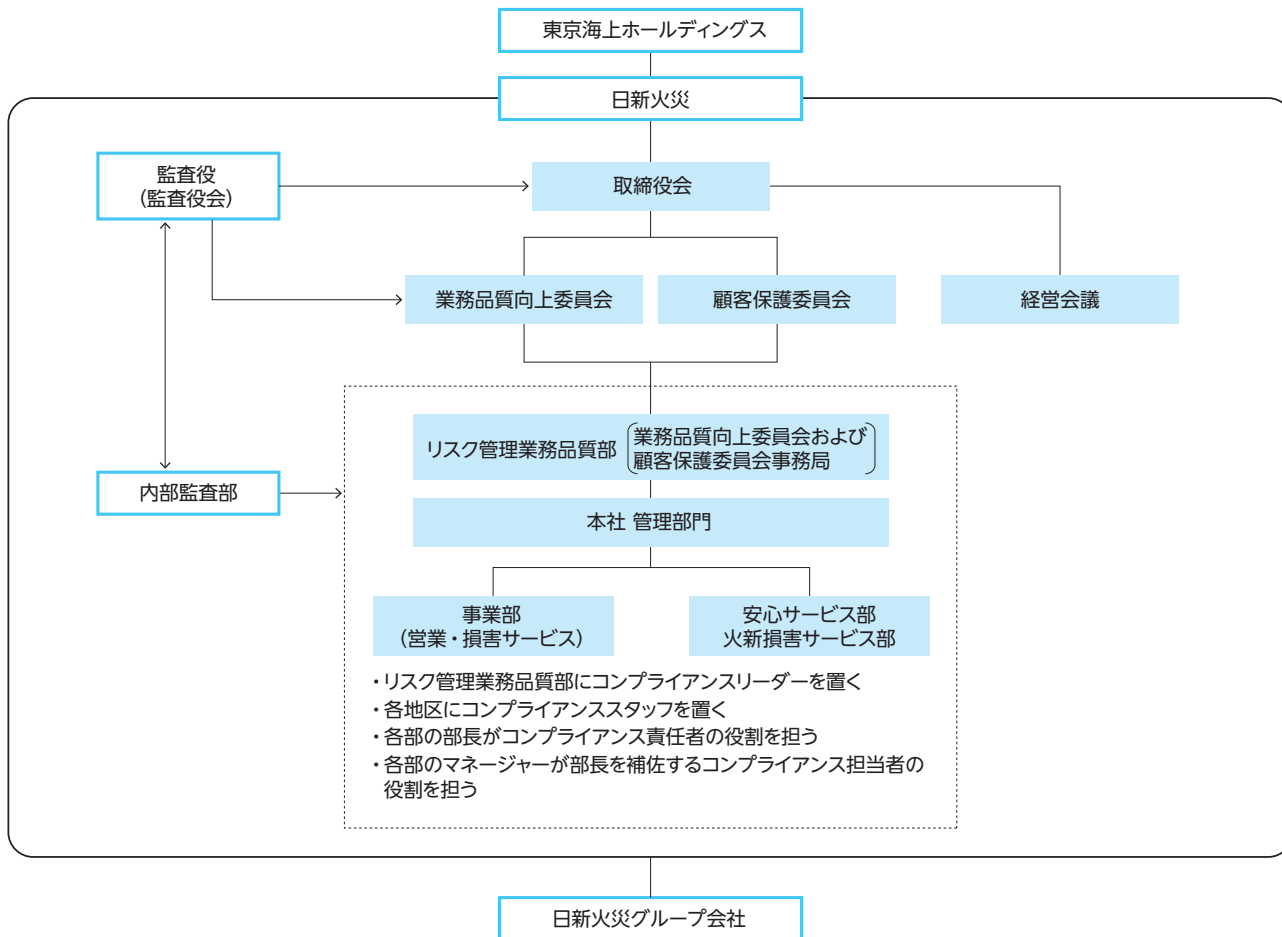 東京海上ホールディングス
日新火災
監査役
（監査役会）
取締役会
業務品質向上委員会
顧客保護委員会
経営会議
リスク管理業務品質部
業務品質向上委員会および
顧客保護委員会事務局
内部監査部
本社 管理部門
事業部
（営業・損害サービス）
安心サービス部
火新損害サービス部
・リスク管理業務品質部にコンプライアンスリーダーを置く
・各地区にコンプライアンススタッフを置く
・各部の部長がコンプライアンス責任者の役割を担う
・各部のマネージャーが部長を補佐するコンプライアンス担当者の
役割を担う
日新火災グループ会社